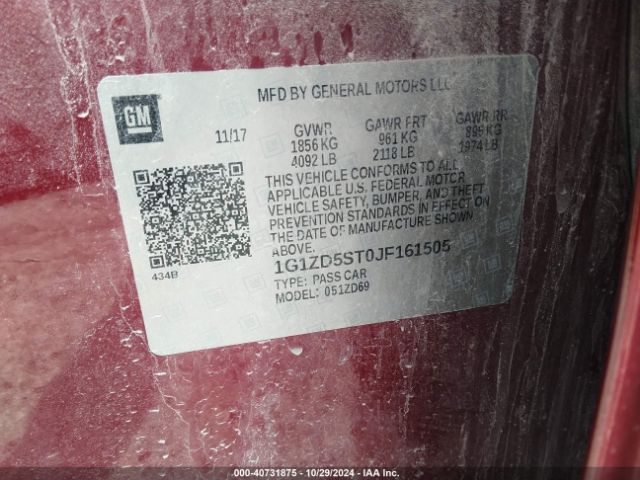 GM
MFD BY GENERAL MOTORS LLC
11/17 GVWR GAWR FRT GAWR RR
1856 KG 961 KG 895 KG
4092 LB 2118 LB 1974 LB
THIS VEHICLE CONFORMS TO ALL
APPLICABLE U.S. FEDERAL MOTOR
VEHICLE SAFETY, BUMPER, AND THEFT
PREVENTION STANDARDS IN EFFECT ON
THE DATE OF MANUFACTURE SHOWN
ABOVE.
434B
1G1ZD5ST0JF161505
TYPE: PASS CAR
MODEL: 051ZD69
000-40731875 - 10/29/2024 - IAA Inc.